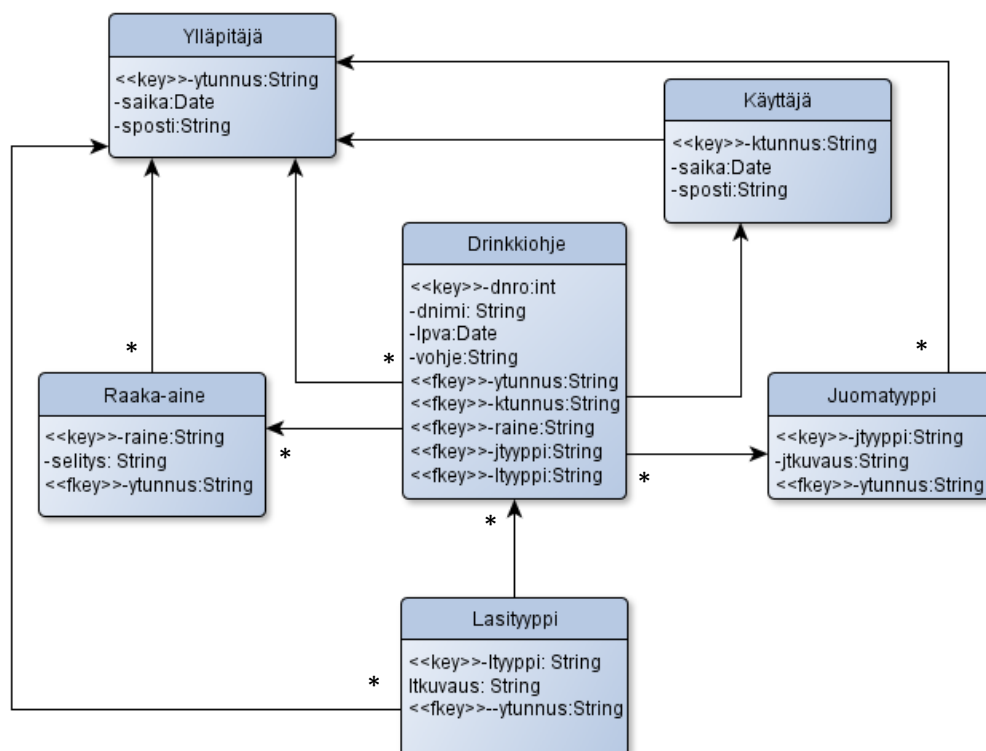 Ylläpitäjä
<<key>>-ytunnus:String
-saika:Date
-sposti:String
Käyttäjä
<<key>>-ktunnus:String
-saika:Date
-sposti:String
Drinkkiohje
<<key>>-dnro:int
-dnimi: String
-lpva:Date
-vohje:String
<<fkey>>-ytunnus:String
<<fkey>>-ktunnus:String
<<fkey>>-raine:String
<<fkey>>-jtyyppi:String
<<fkey>>-ltyyppi:String
*
*
*
*
Raaka-aine
<<key>>-raine:String
-selitys: String
<<fkey>>-ytunnus:String
*
Juomatyyppi
<<key>>-jtyyppi:String
-jtkuvaus:String
<<fkey>>-ytunnus:String
*
Lasityyppi
<<key>>-ltyyppi: String
ltkuvaus: String
<<fkey>>--ytunnus:String
*